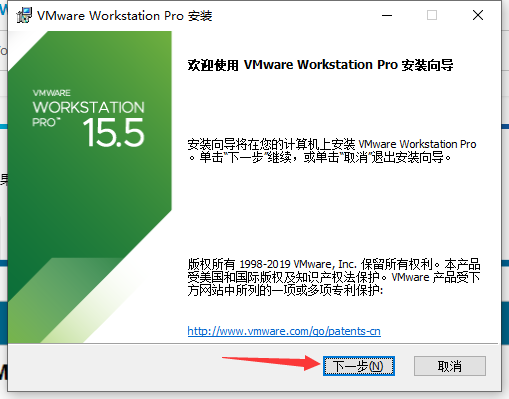 VMware Workstation Pro 安装
VMWARE
WORKSTATION
PRO™
15.5
欢迎使用 VMware Workstation Pro 安装向导
安装向导将在您的计算机上安装 VMware Workstation Pro
。单击“下一步”继续，或单击“取消”退出安装向导。
版权所有 1998-2019 VMware, Inc. 保留所有权利。本产品
受美国和国际版权及知识产权法保护。VMware 产品受下
方网站中所列的一项或多项专利保护:
http://www.vmware.com/go/patents-cn
下一步(N)
取消